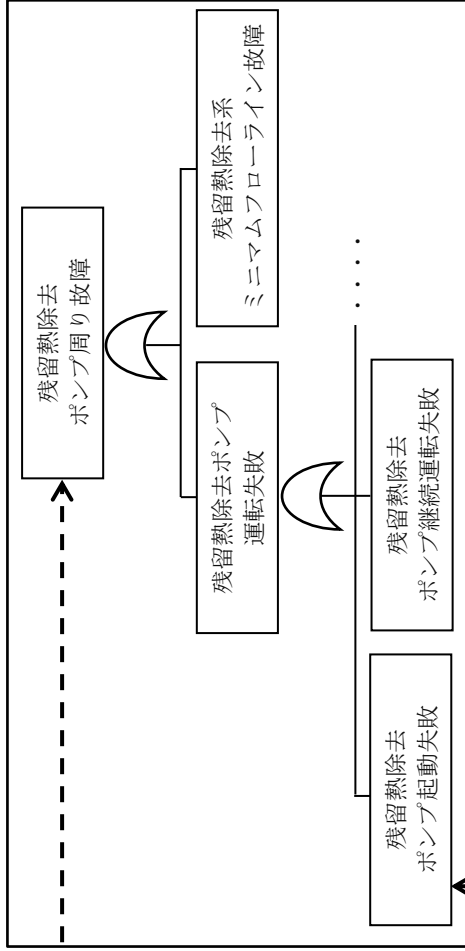 残留熱除去
ポンプ周り故障
残留熱除去ポンプ
運転失敗
残留熱除去系
ミニマムフローライン故障
残留熱除去
ポンプ起動失敗
残留熱除去
ポンプ継続運転失敗
・・・・